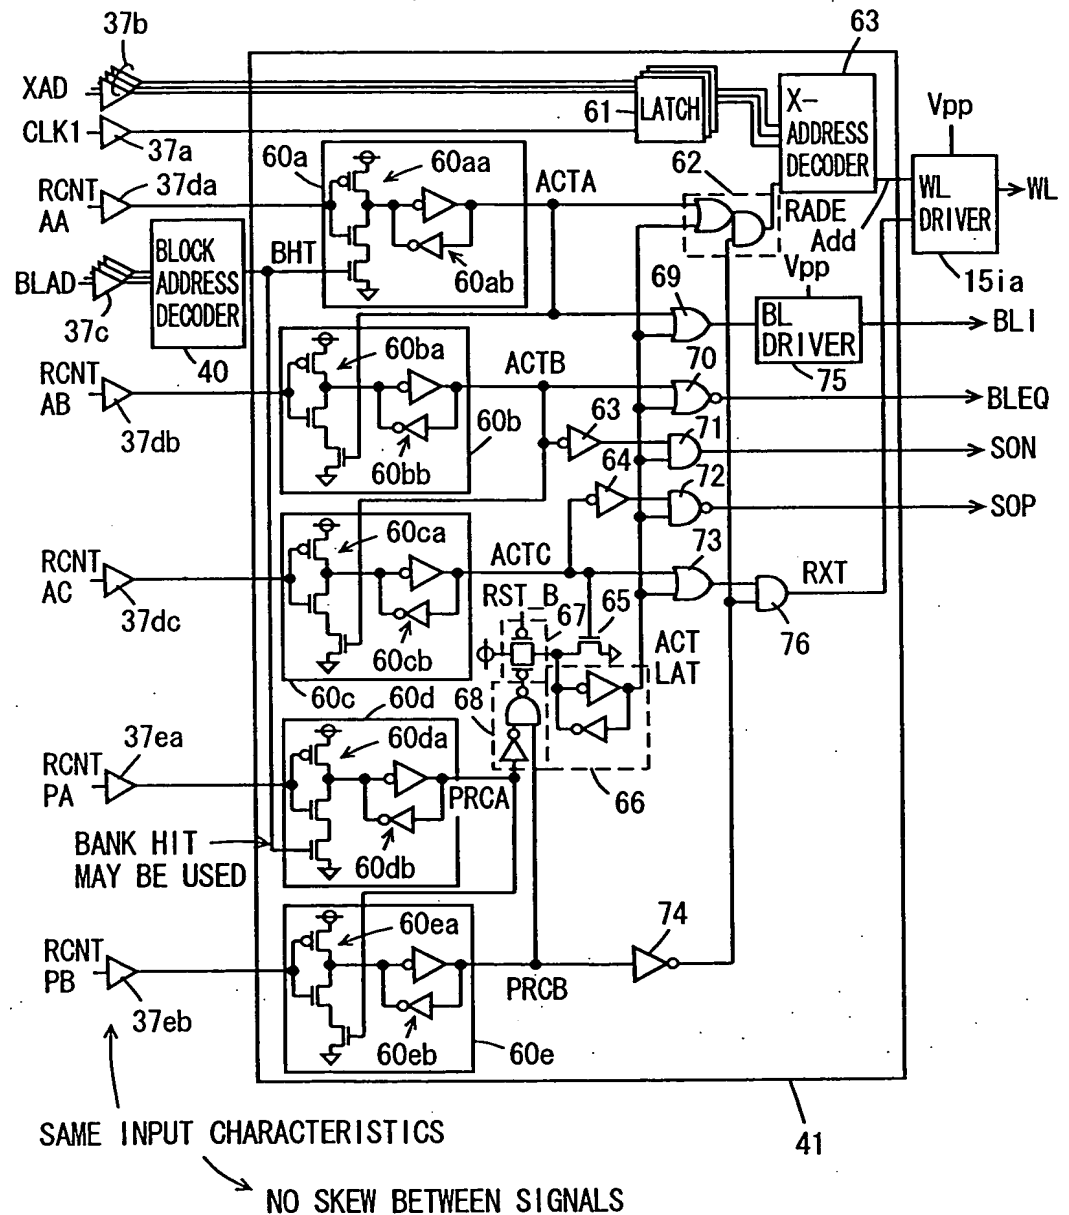 37b
63
XAD
61
LATCH
X-
ADDRESS
DECODER
Vpp
CLK1
37a
60a
60aa
62
WL
DRIVER
WL
RCNT
AA
37da
ACTA
RADE
Add
BLAD
37c
BLOCK
ADDRESS
DECODER
40
BHT
60ab
69
Vpp
15ia
BL
DRIVER
75
BLI
RCNT
AB
37db
60ba
60bb
60b
ACTB
70
BLEQ
63
71
SON
64
72
SOP
RCNT
AC
37dc
60ca
60cb
60c
ACTC
73
RXT
76
RST_B
67
65
ACT
LAT
68
66
60d
RCNT
PA
37ea
60da
60db
PRCA
BANK HIT
MAY BE USED
RCNT
PB
37eb
60ea
60eb
60e
PRCB
74
41
SAME INPUT CHARACTERISTICS
NO SKEW BETWEEN SIGNALS